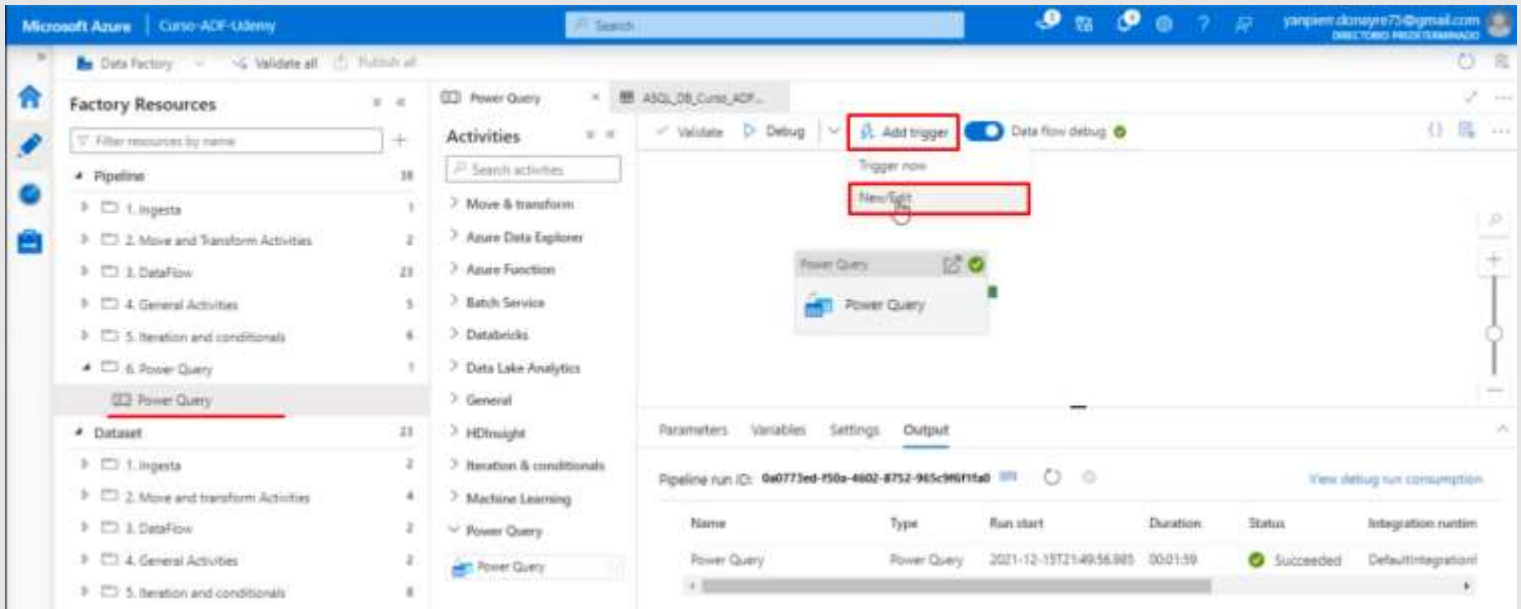 Microsoft Azure | Curso-ADF-Udemy
Search
yanpierr.donayre75@gmail.com
DIRECTORIO PREDETERMINADO
Data Factory
Validate all
Publish all
Factory Resources
Filter resources by name
Pipeline 38
1. Ingesta 1
2. Move and Transform Activities 2
3. DataFlow 23
4. General Activities 5
5. Iteration and conditionals 6
6. Power Query 1
Power Query
Dataset 23
1. Ingesta 2
2. Move and transform Activities 4
3. DataFlow 2
4. General Activities 2
5. Iteration and conditionals 8
Power Query
ASQL_DB_Curso_ADF...
Activities
Search activities
Move & transform
Azure Data Explorer
Azure Function
Batch Service
Databricks
Data Lake Analytics
General
HDInsight
Iteration & conditionals
Machine Learning
Power Query
Power Query
Validate Debug Add trigger Data flow debug
Trigger now
New/Edit
Power Query
Power Query
Parameters Variables Settings Output
Pipeline run ID:
View debug run consumption
Name Type Run start Duration Status Integration runtim
Power Query Power Query 2021-12-15T21:49:56.985 00:01:59 Succeeded DefaultIntegrationI